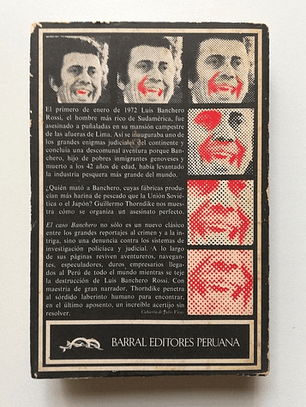 El primero de enero de 1972 Luis Banchero
Rossi, el hombre más rico de Sudamérica, fue
asesinado a puñaladas en su mansión campestre
de las afueras de Lima. Así se inauguraba uno de
los grandes enigmas judiciales del continente y
concluía una descomunal aventura porque Ban-
chero, hijo de pobres inmigrantes genoveses y
muerto a los 42 años de edad, había levantado
la industria pesquera más grande del mundo.
¿Quién mató a Banchero, cuyas fábricas produ-
cían más harina de pescado que la Unión Sovié-
tica o el Japón? Guillermo Thorndike nos mues-
tra cómo se organiza un asesinato perfecto.
El caso Banchero no sólo es un nuevo clásico
entre los grandes reportajes al crimen y a la in-
triga, sino una denuncia contra los sistemas de
investigación policíaca y judicial. A lo largo
de sus páginas reviven aventureros, navegan-
tes, especuladores, duros empresarios llega-
dos al Perú de todo el mundo mientras se teje
la destrucción de Luis Banchero Rossi. Con
maestría de gran narrador, Thorndike penetra
al sórdido laberinto humano para encontrar,
en el último aposento, un increíble acertijo sin
resolver.
Cubierta de Julio Vivas
BARRAL EDITORES PERUANA